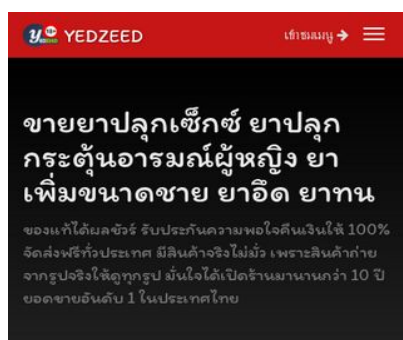 YEDZEED
เข้าชมเมนู →
ขายยาปลุกเซ็กซ์ ยาปลุก
กระตุ้นอารมณ์ผู้หญิง ยา
เพิ่มขนาดชาย ยาอึด ยาทน
ของแท้ได้ผลชัวร์ รับประกันความพอใจคืนเงินให้ 100%
จัดส่งฟรีทั่วประเทศ มีสินค้าจริงไม่มั่ว เพราะสินค้าถ่าย
จากรูปจริงให้ดูทุกรูป มั่นใจได้เปิดร้านมานานกว่า 10 ปี
ยอดขายอันดับ 1 ในประเทศไทย